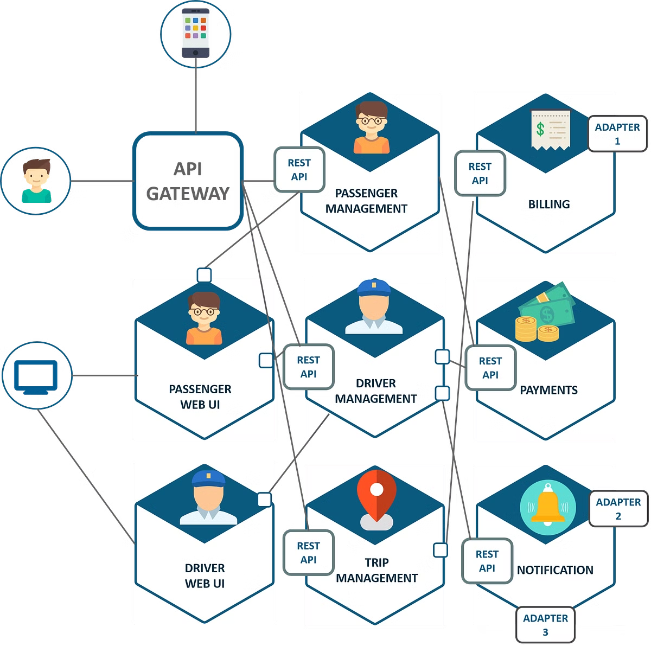 API
GATEWAY
REST
API
PASSENGER
MANAGEMENT
REST
API
BILLING
ADAPTER
1
PASSENGER
WEB UI
REST
API
DRIVER
MANAGEMENT
REST
API
PAYMENTS
DRIVER
WEB UI
REST
API
TRIP
MANAGEMENT
REST
API
NOTIFICATION
ADAPTER
2
ADAPTER
3